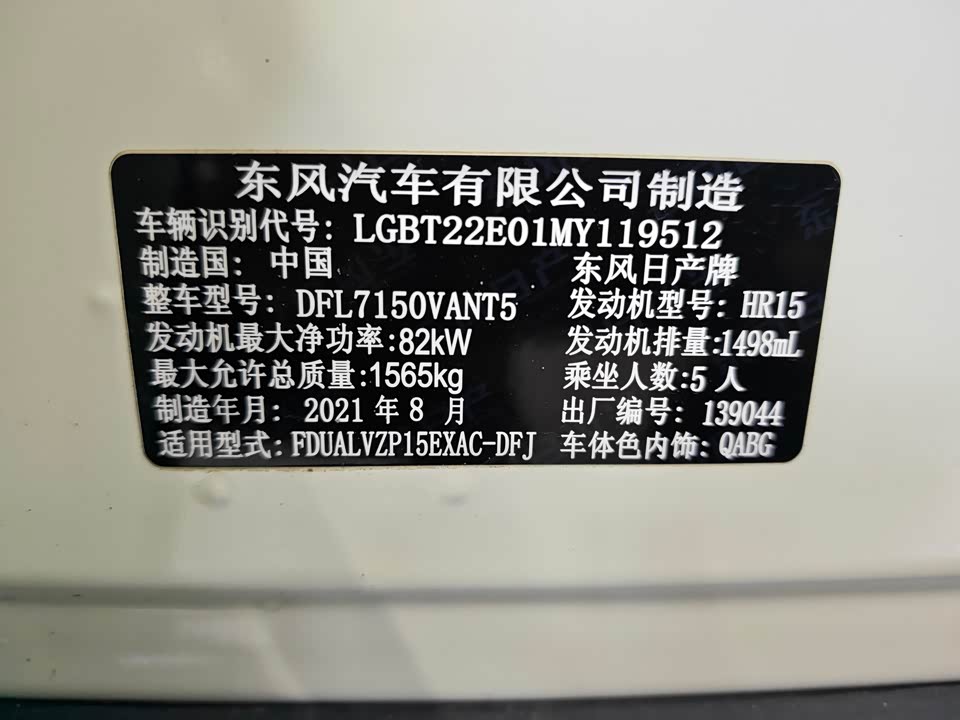 东风汽车有限公司制造
车辆识别代号: LGBT22E01MY119512
制造国: 中国 东风日产牌
整车型号: DFL7150VANT5 发动机型号: HR15
发动机最大净功率:82kW 发动机排量:1498mL
最大允许总质量:1565kg 乘坐人数:5人
制造年月: 2021年8月 出厂编号: 139044
适用型式: FDUALVZP15EXAC-DFJ 车体色内饰: QABG